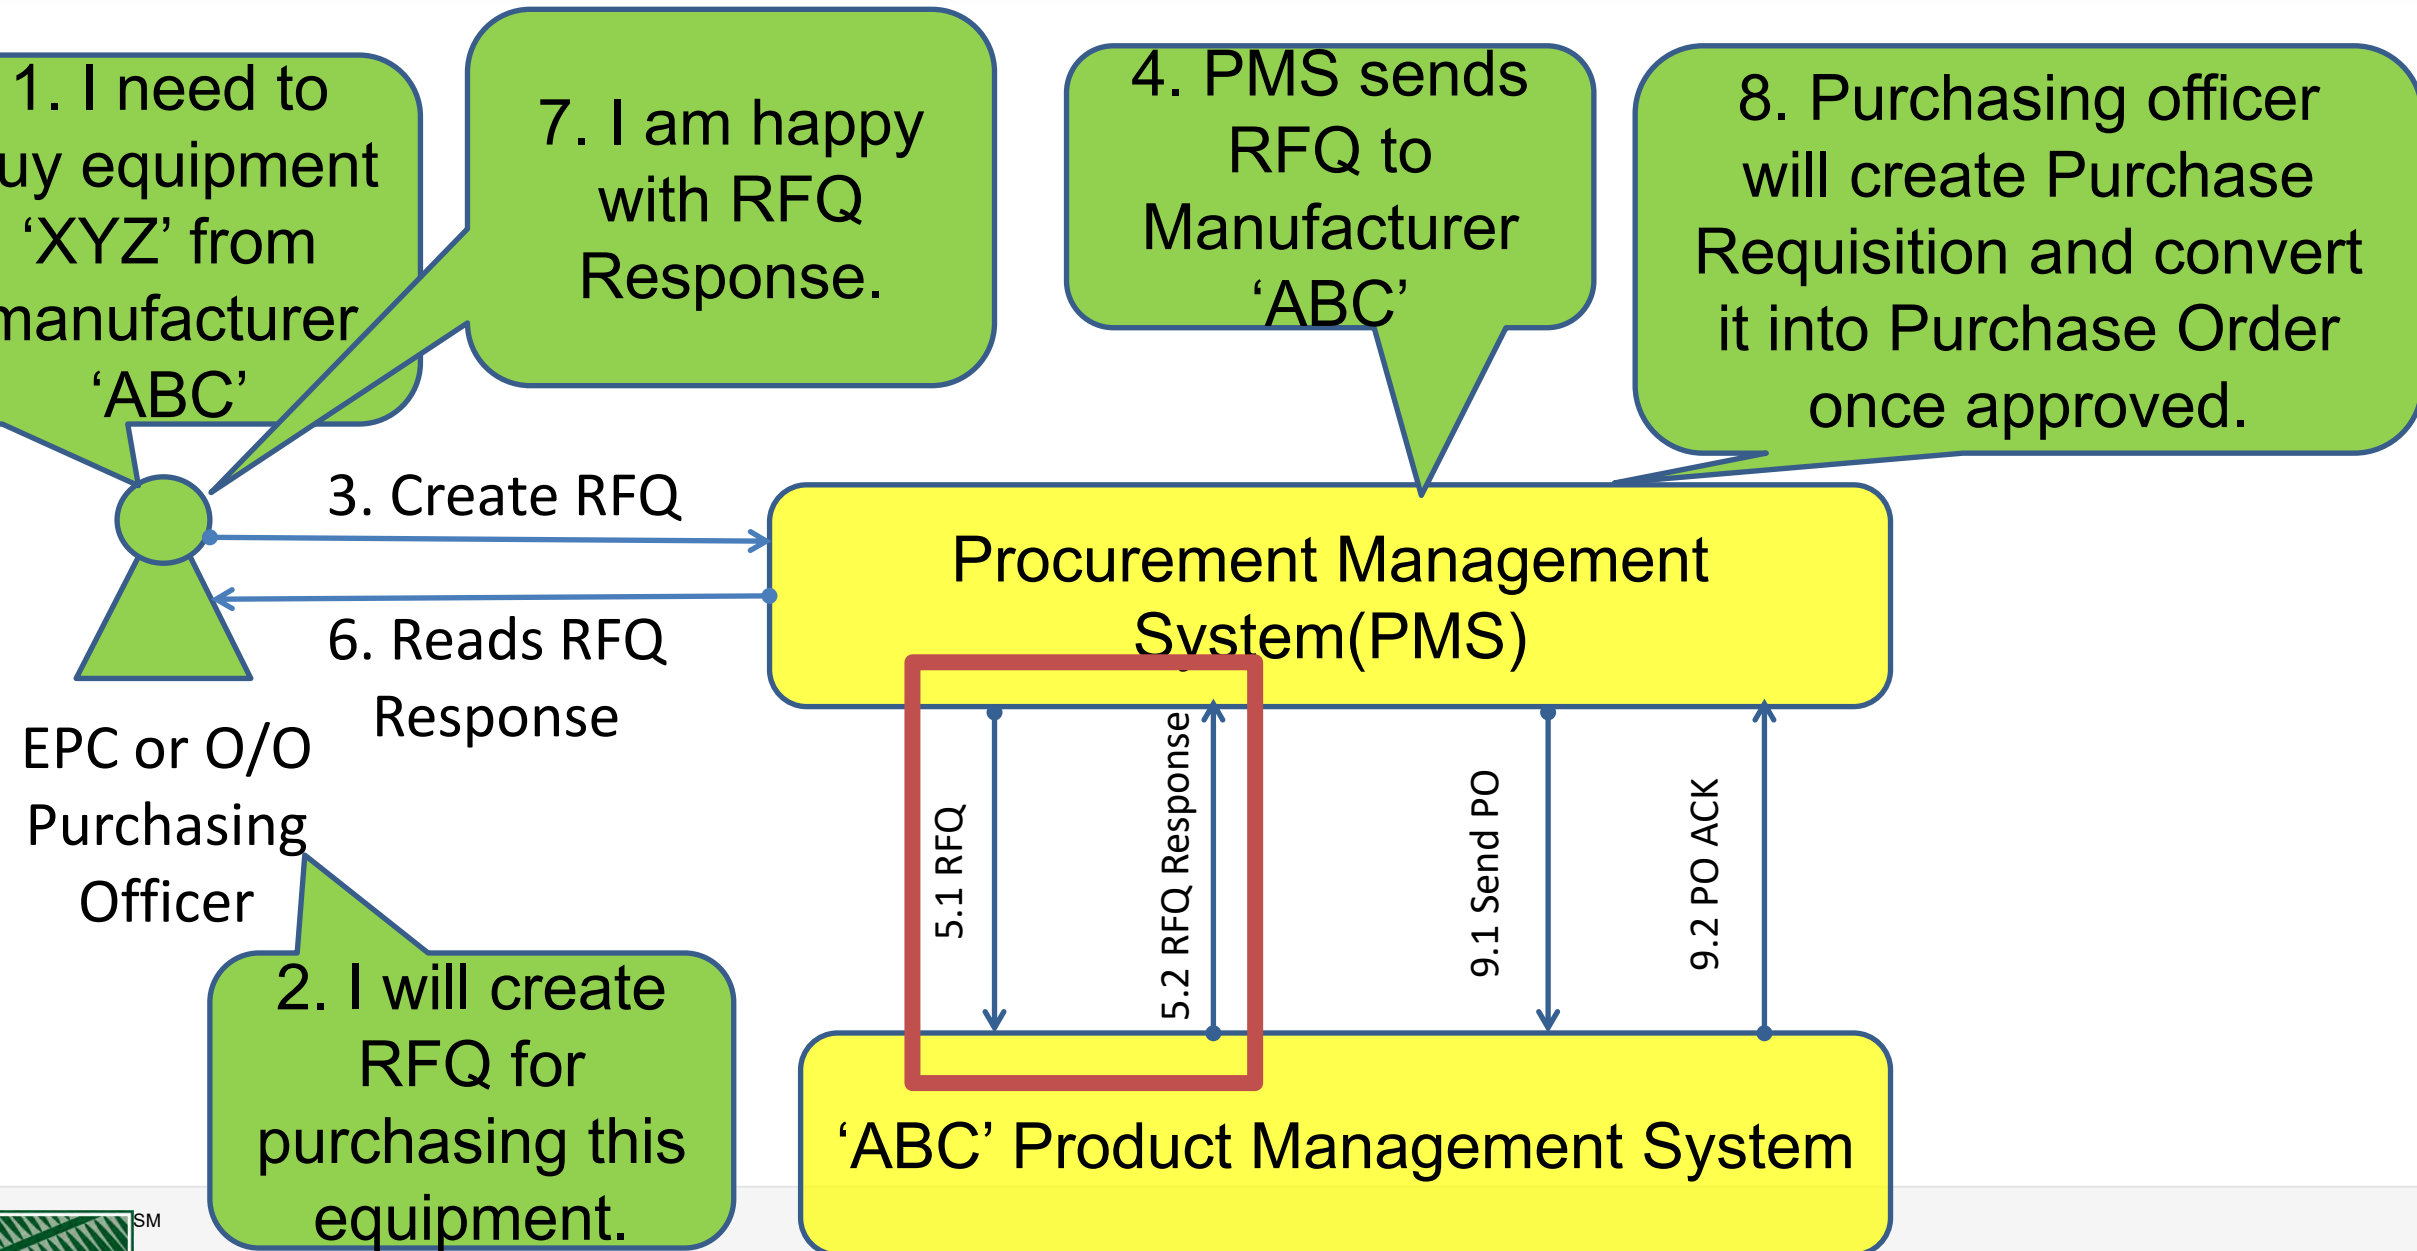 1. I need to
uy equipment
‘XYZ’ from
manufacturer
‘ABC’
7. I am happy
with RFQ
Response.
4. PMS sends
RFQ to
Manufacturer
‘ABC’
8. Purchasing officer
will create Purchase
Requisition and convert
it into Purchase Order
once approved.
3. Create RFQ
6. Reads RFQ
Response
Procurement Management
System(PMS)
EPC or O/O
Purchasing
Officer
5.1 RFQ
5.2 RFQ Response
9.1 Send PO
9.2 PO ACK
2. I will create
RFQ for
purchasing this
equipment.
‘ABC’ Product Management System
SM